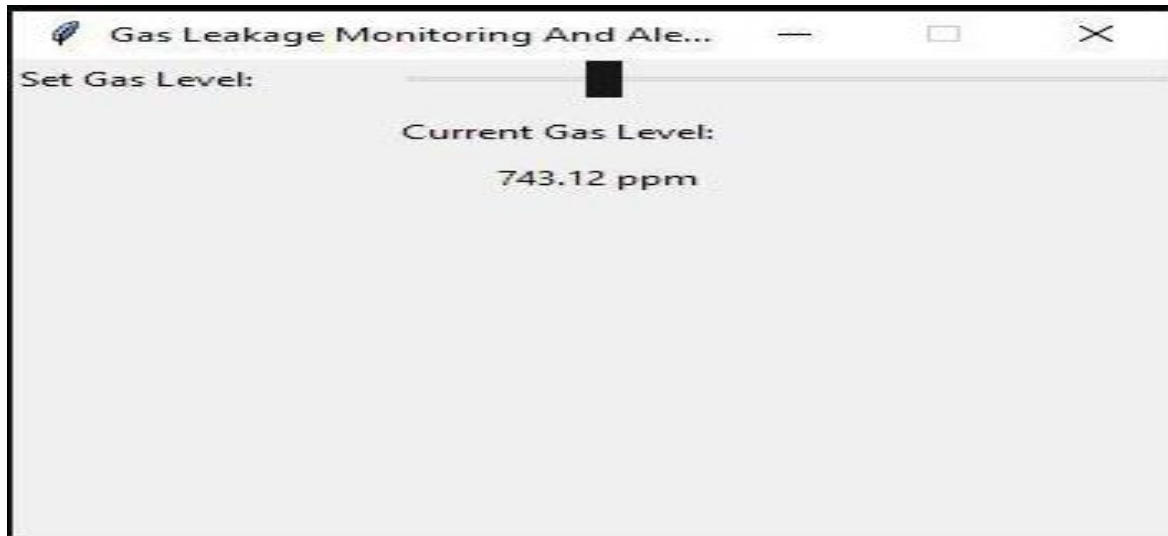 Gas Leakage Monitoring And Ale...
Set Gas Level:
Current Gas Level:
743.12 ppm